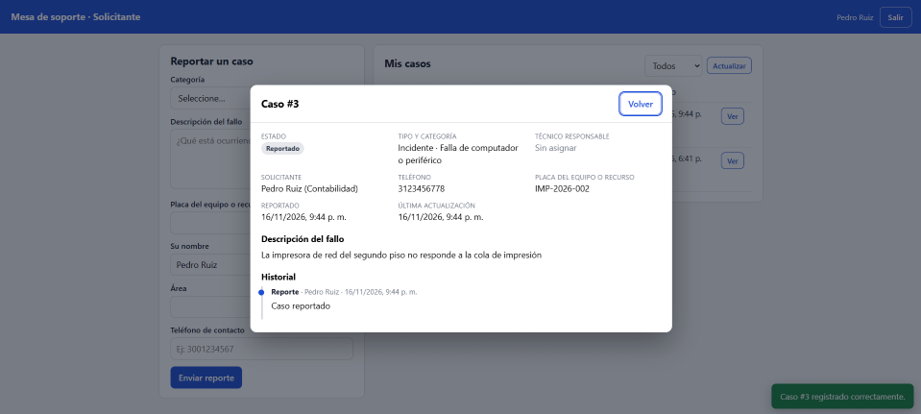 Mesa de soporte · Solicitante
Pedro Ruiz
Salir
Reportar un caso
Categoría
Seleccione...
Descripción del fallo
¿Qué está
Placa del equipo o
Su nombre
Pedro Ruiz
Área
Teléfono de contacto
Ej: 3001234567
Enviar reporte
Mis casos
Todos
Actualizar
9:44 p. m.
Ver
6:41 p. m.
Ver
Caso #3
Volver
ESTADO
Reportado
TIPO Y CATEGORÍA
Incidente · Falla de computador
o periférico
TÉCNICO RESPONSABLE
Sin asignar
SOLICITANTE
Pedro Ruiz (Contabilidad)
TELÉFONO
3123456778
PLACA DEL EQUIPO O RECURSO
IMP-2026-002
REPORTADO
16/11/2026, 9:44 p. m.
ÚLTIMA ACTUALIZACIÓN
16/11/2026, 9:44 p. m.
Descripción del fallo
La impresora de red del segundo piso no responde a la cola de impresión
Historial
Reporte · Pedro Ruiz · 16/11/2026, 9:44 p. m.
Caso reportado
Caso #3 registrado correctamente.